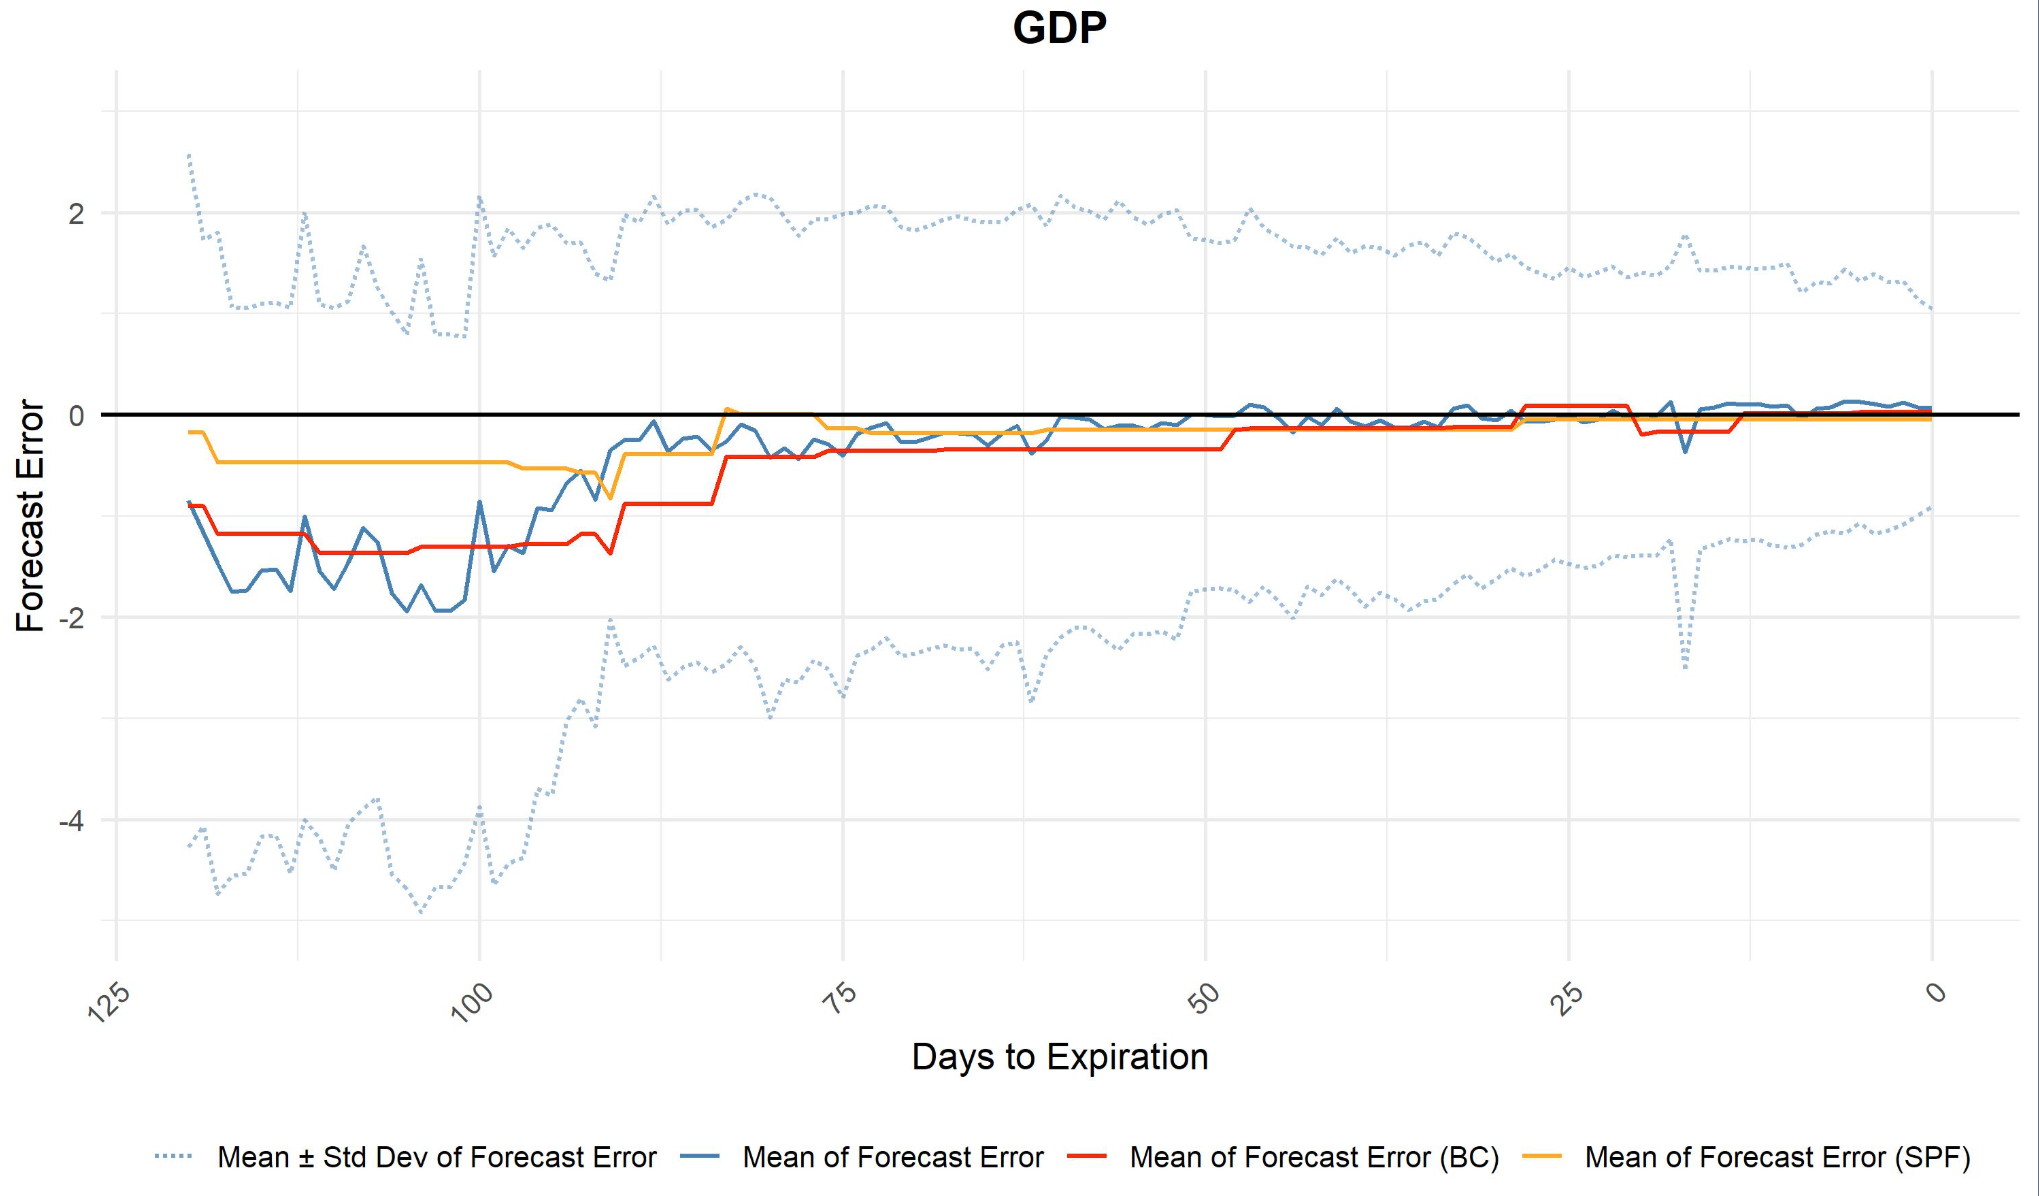 GDP
Forecast Error
2
0
-2
-4
125
100
75
50
25
0
Days to Expiration
Mean ± Std Dev of Forecast Error
Mean of Forecast Error
Mean of Forecast Error (BC)
Mean of Forecast Error (SPF)